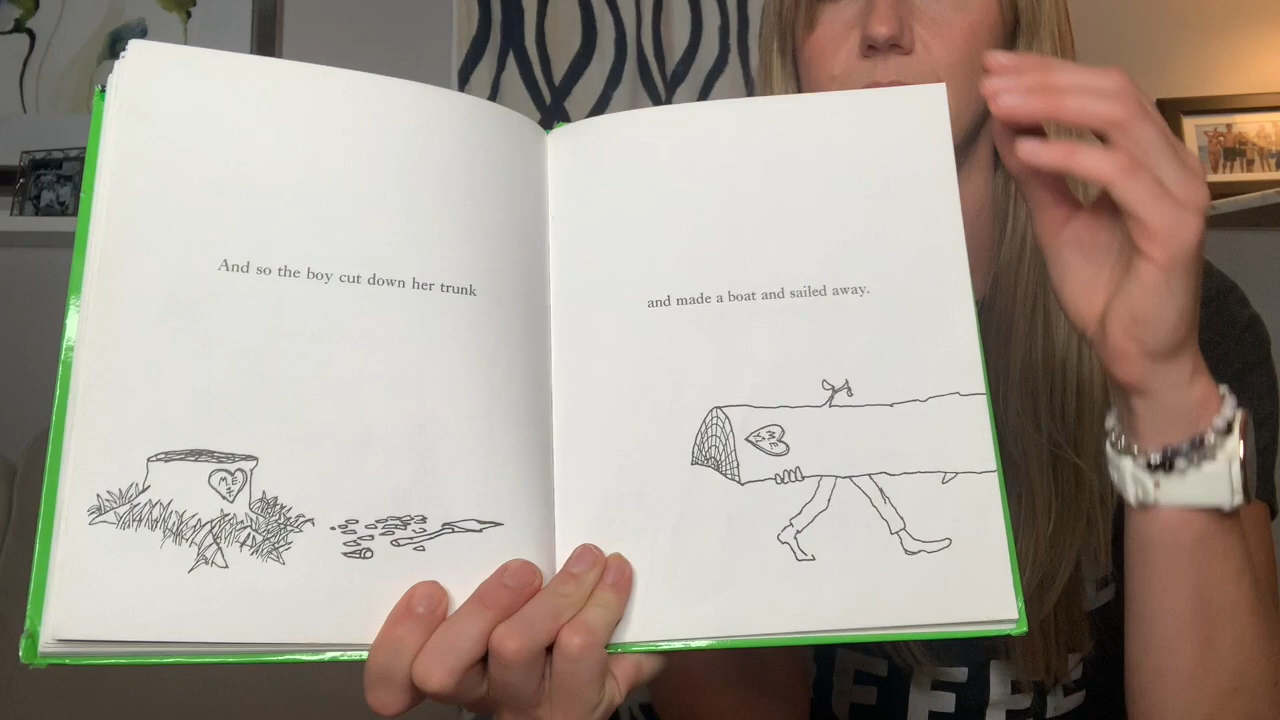 And so the boy cut down her trunk
and made a boat and sailed away.
M.E.
+